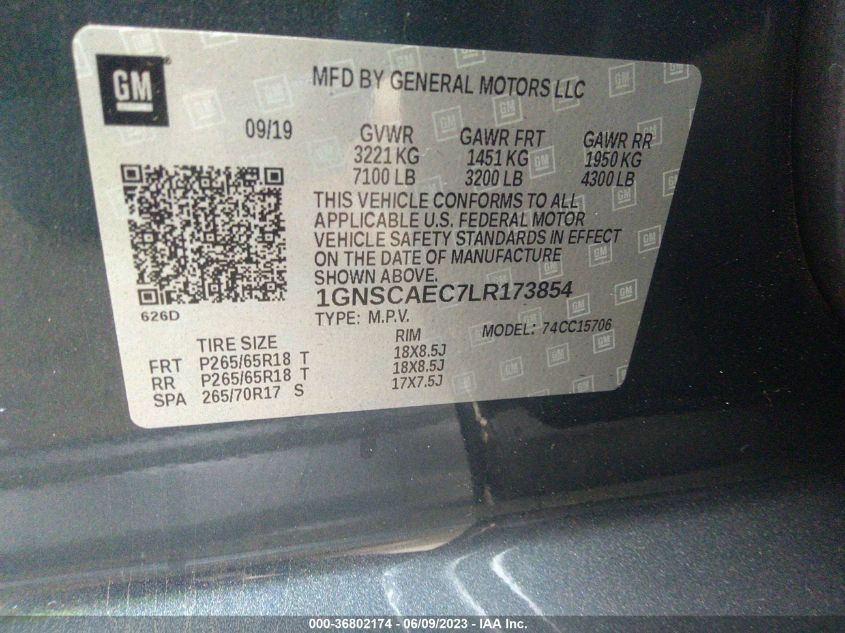 GM
MFD BY GENERAL MOTORS LLC
09/19
GVWR GAWR FRT GAWR RR
3221 KG 1451 KG 1950 KG
7100 LB 3200 LB 4300 LB
THIS VEHICLE CONFORMS TO ALL
APPLICABLE U.S. FEDERAL MOTOR
VEHICLE SAFETY STANDARDS IN EFFECT
ON THE DATE OF MANUFACTURE
SHOWN ABOVE.
626D
1GNSCAEC7LR173854
TYPE: M.P.V. MODEL: 74CC15706
TIRE SIZE RIM
FRT P265/65R18 T 18X8.5J
RR P265/65R18 T 18X8.5J
SPA 265/70R17 S 17X7.5J
000-36802174 - 06/09/2023 - IAA Inc.